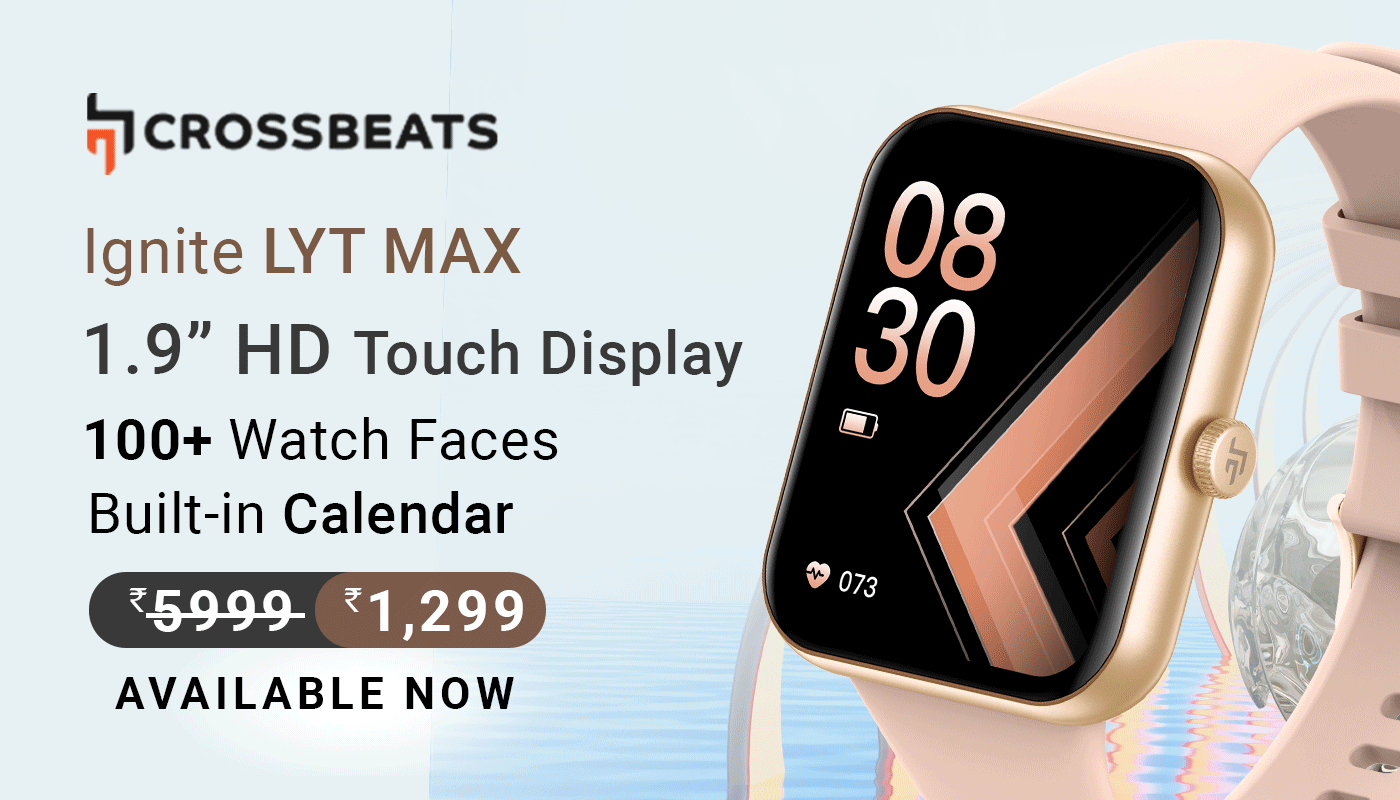 CROSSBEATS
Ignite LYT MAX
1.9” HD Touch Display
100+ Watch Faces
Built-in Calendar
₹5999 ₹1,299
AVAILABLE NOW
08
30
073